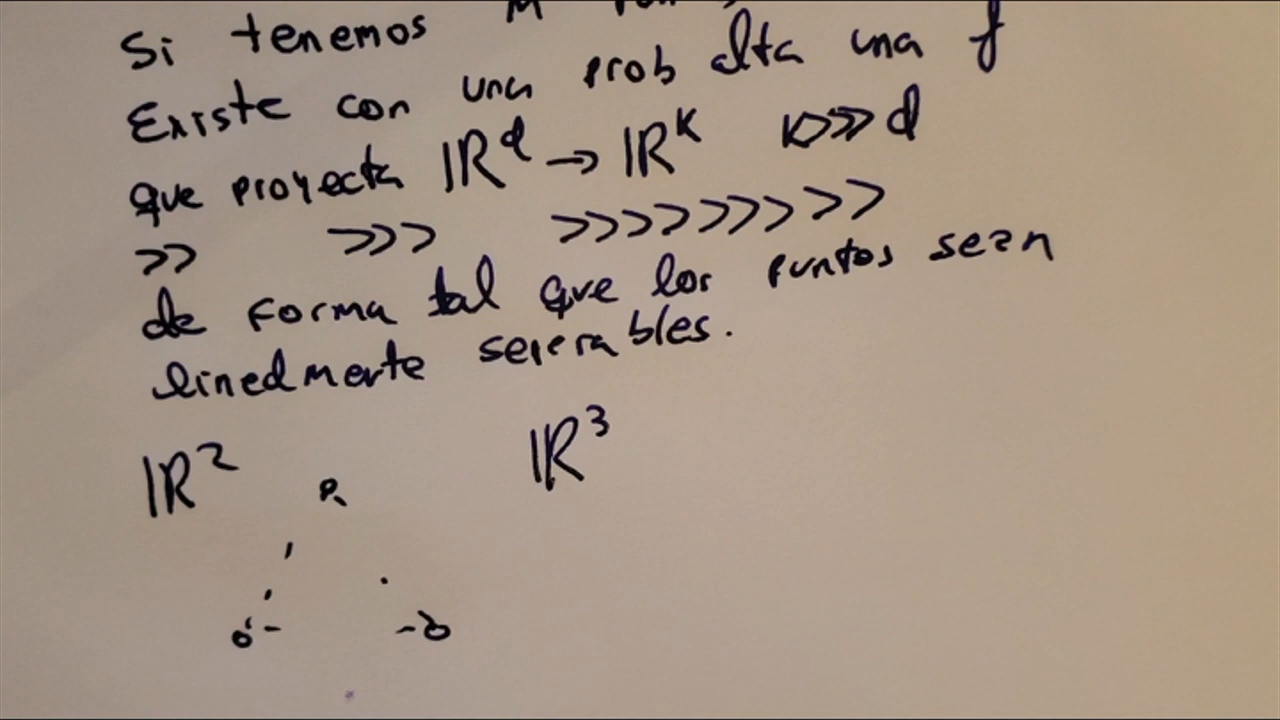 Si tenemos M
Existe con una prob alta una f
que proyecta IR^d → IR^K K>>>d
>> >>> >>>>>>>>>
de forma tal que los puntos sean
linealmente separables.
IR^2 IR^3